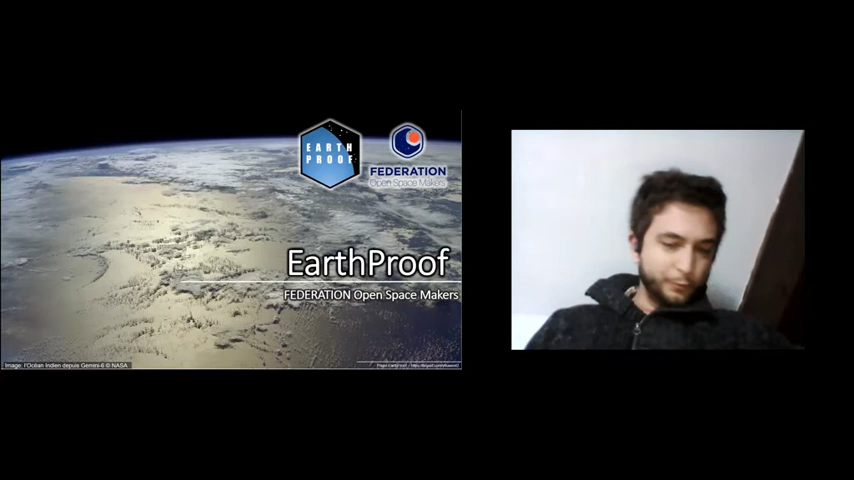 EARTH
PROOF
FEDERATION
Open Space Makers
EarthProof
FEDERATION Open Space Makers
Image: l'Océan Indien depuis Gemini-6 © NASA